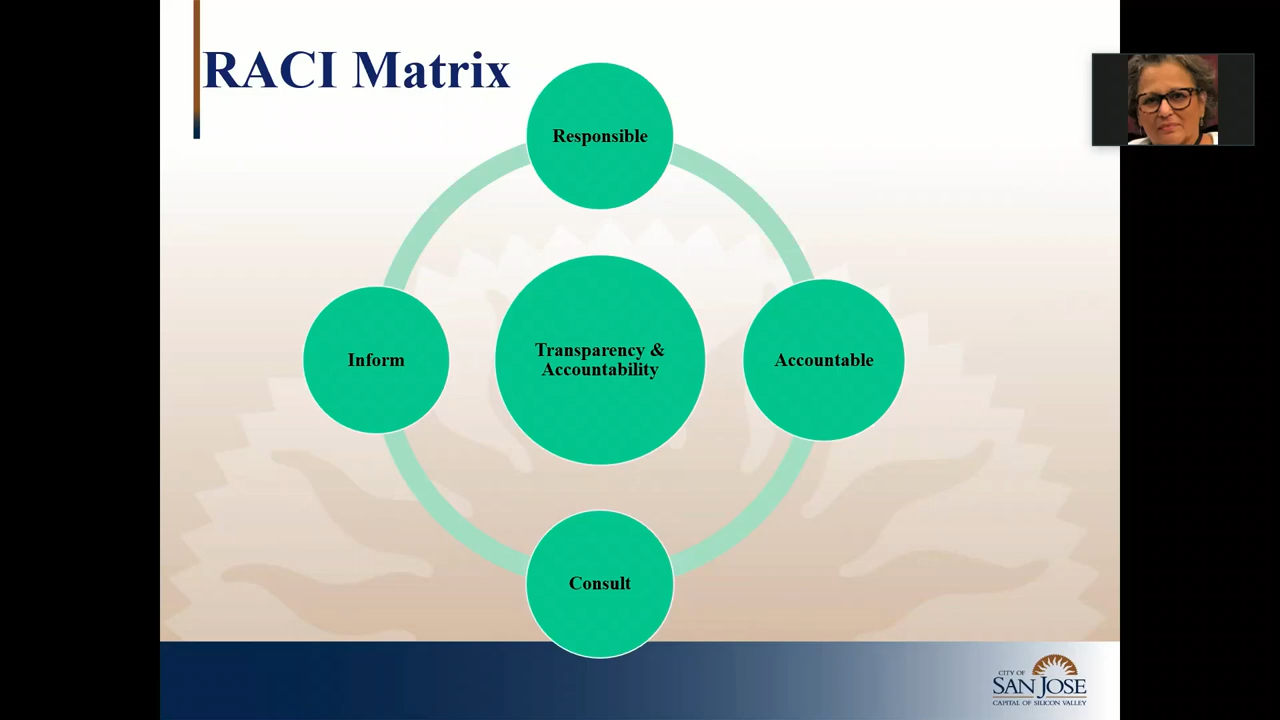 RACI Matrix
Responsible
Inform
Transparency &
Accountability
Accountable
Consult
CITY OF
SAN JOSE
CAPITAL OF SILICON VALLEY